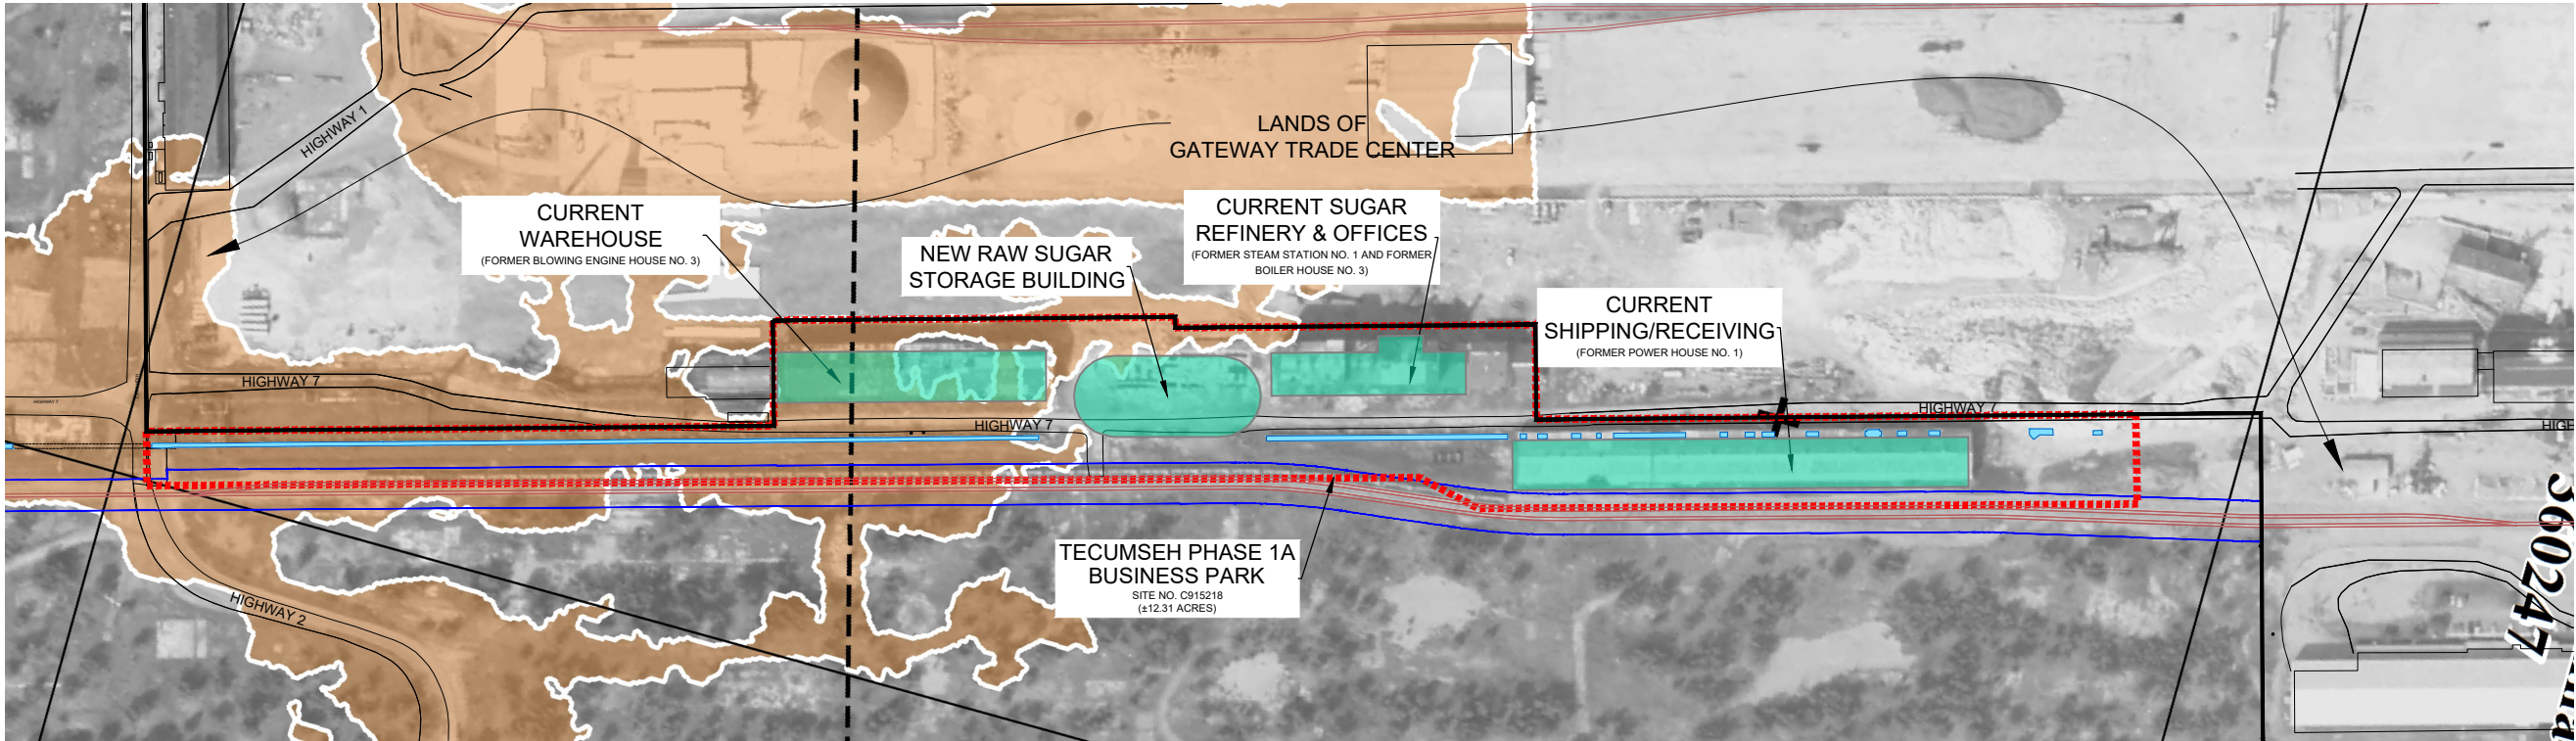 HIGHWAY 1
LANDS OF
GATEWAY TRADE CENTER
CURRENT
WAREHOUSE
(FORMER BLOWING ENGINE HOUSE NO. 3)
NEW RAW SUGAR
STORAGE BUILDING
CURRENT SUGAR
REFINERY & OFFICES
(FORMER STEAM STATION NO. 1 AND FORMER
BOILER HOUSE NO. 3)
CURRENT
SHIPPING/RECEIVING
(FORMER POWER HOUSE NO. 1)
HIGHWAY 7
HIGHWAY 7
HIGHWAY 7
HIGHWAY 7
HIGH
TECUMSEH PHASE 1A
BUSINESS PARK
SITE NO. C915218
(±12.31 ACRES)
HIGHWAY 2
360247